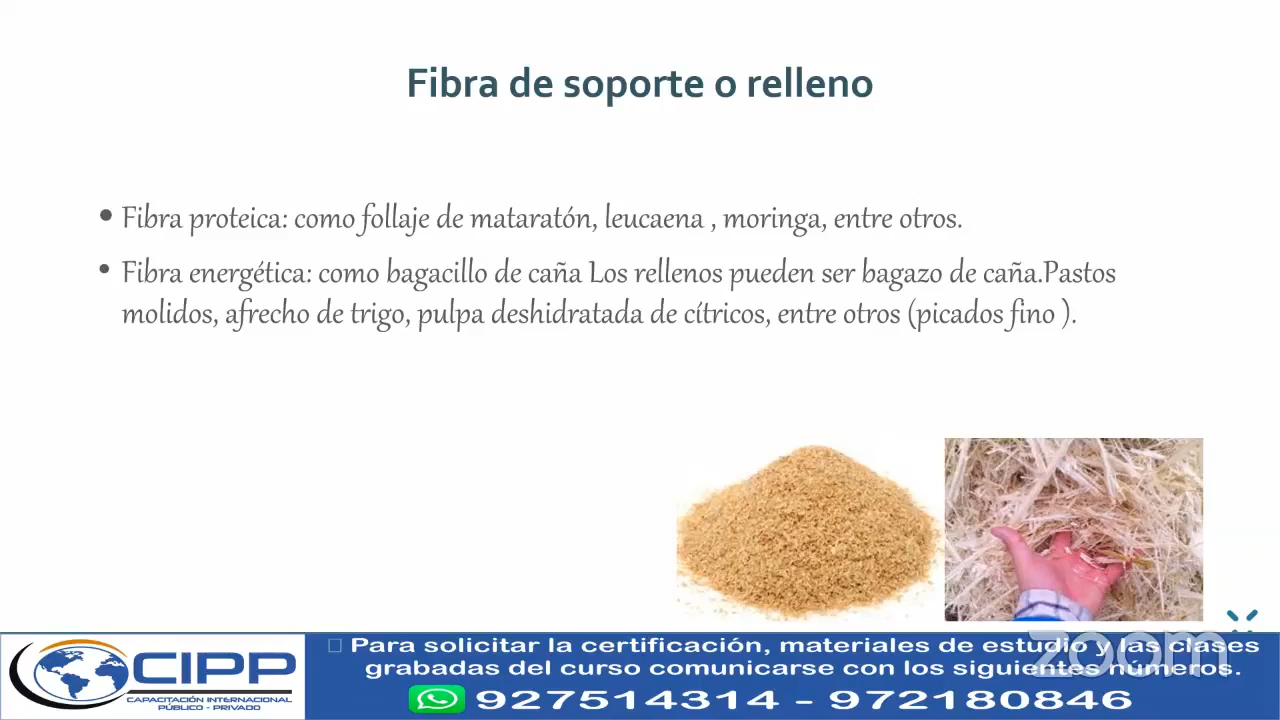 Fibra de soporte o relleno
• Fibra proteica: como follaje de mataratón, leucaena , moringa, entre otros.
• Fibra energética: como bagacillo de caña Los rellenos pueden ser bagazo de caña.Pastos
molidos, afrecho de trigo, pulpa deshidratada de cítricos, entre otros (picados fino ).
zoom
CIPP
CAPACITACIÓN INTERNACIONAL
PÚBLICO - PRIVADO
Para solicitar la certificación, materiales de estudio y las clases
grabadas del curso comunicarse con los siguientes números.
927514314 - 972180846